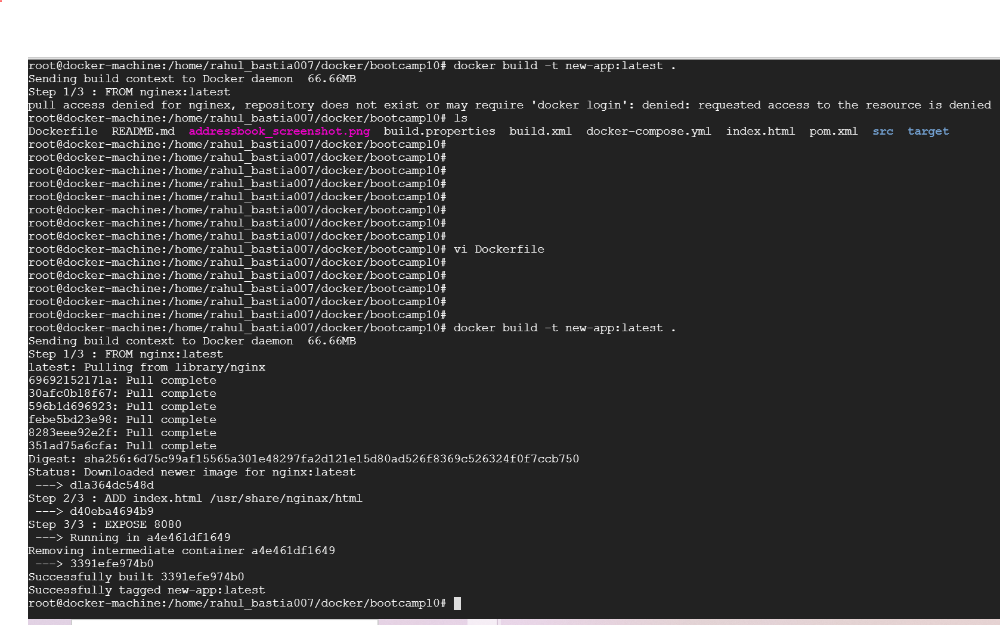 root@docker-machine:/home/rahul_bastia007/docker/bootcamp10# docker build -t new-app:latest .
Sending build context to Docker daemon  66.66MB
Step 1/3 : FROM nginex:latest
pull access denied for nginex, repository does not exist or may require 'docker login': denied: requested access to the resource is denied
root@docker-machine:/home/rahul_bastia007/docker/bootcamp10# ls
Dockerfile  README.md  addressbook_screenshot.png  build.properties  build.xml  docker-compose.yml  index.html  pom.xml  src  target
root@docker-machine:/home/rahul_bastia007/docker/bootcamp10#
root@docker-machine:/home/rahul_bastia007/docker/bootcamp10#
root@docker-machine:/home/rahul_bastia007/docker/bootcamp10#
root@docker-machine:/home/rahul_bastia007/docker/bootcamp10#
root@docker-machine:/home/rahul_bastia007/docker/bootcamp10#
root@docker-machine:/home/rahul_bastia007/docker/bootcamp10#
root@docker-machine:/home/rahul_bastia007/docker/bootcamp10#
root@docker-machine:/home/rahul_bastia007/docker/bootcamp10#
root@docker-machine:/home/rahul_bastia007/docker/bootcamp10# vi Dockerfile
root@docker-machine:/home/rahul_bastia007/docker/bootcamp10#
root@docker-machine:/home/rahul_bastia007/docker/bootcamp10#
root@docker-machine:/home/rahul_bastia007/docker/bootcamp10#
root@docker-machine:/home/rahul_bastia007/docker/bootcamp10#
root@docker-machine:/home/rahul_bastia007/docker/bootcamp10#
root@docker-machine:/home/rahul_bastia007/docker/bootcamp10# docker build -t new-app:latest .
Sending build context to Docker daemon  66.66MB
Step 1/3 : FROM nginx:latest
latest: Pulling from library/nginx
69692152171a: Pull complete
30afc0b18f67: Pull complete
596b1d696923: Pull complete
febe5bd23e98: Pull complete
8283eee92e2f: Pull complete
351ad75a6cfa: Pull complete
Digest: sha256:6d75c99af15565a301e48297fa2d121e15d80ad526f8369c526324f0f7ccb750
Status: Downloaded newer image for nginx:latest
 ---> d1a364dc548d
Step 2/3 : ADD index.html /usr/share/nginax/html
 ---> d40eba4694b9
Step 3/3 : EXPOSE 8080
 ---> Running in a4e461df1649
Removing intermediate container a4e461df1649
 ---> 3391efe974b0
Successfully built 3391efe974b0
Successfully tagged new-app:latest
root@docker-machine:/home/rahul_bastia007/docker/bootcamp10#